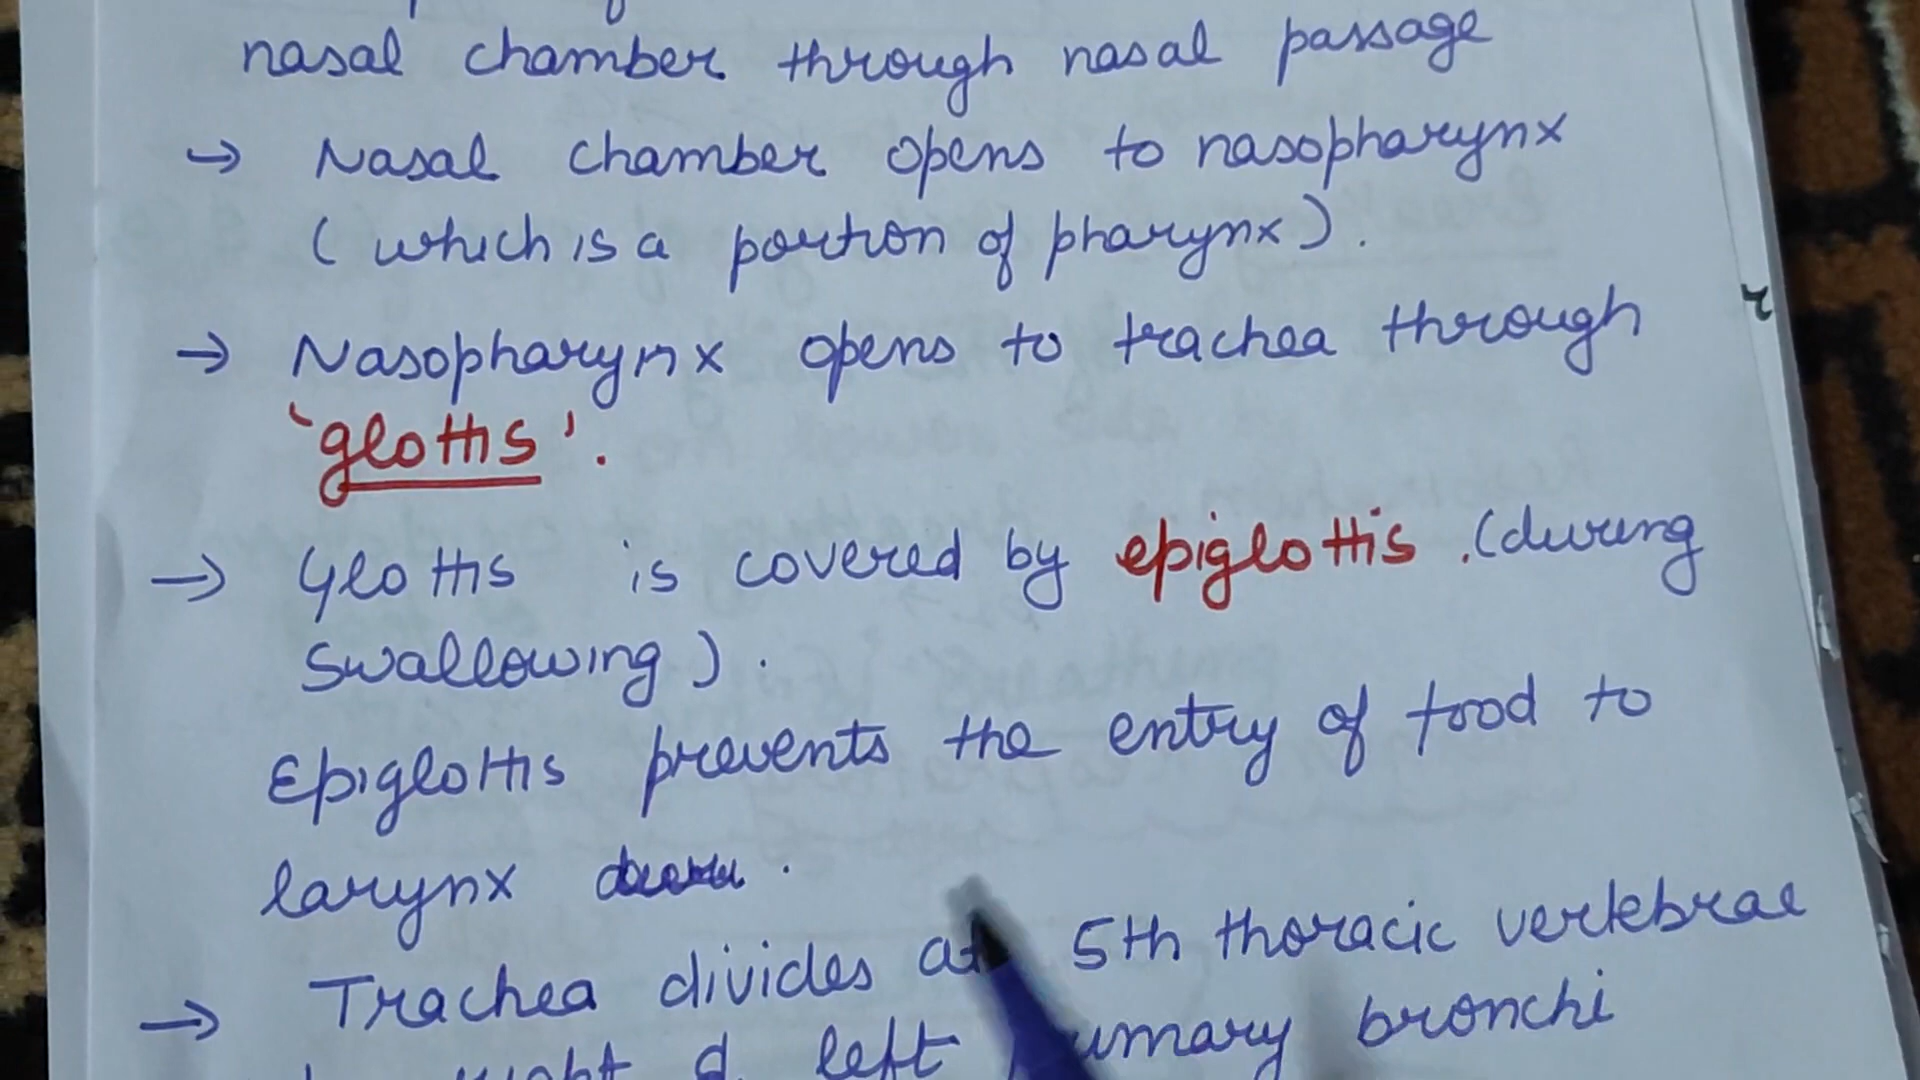 nasal chamber through nasal passage
→ Nasal chamber opens to nasopharynx
(which is a portion of pharynx).
→ Nasopharynx opens to trachea through
'glottis'.
→ Glottis is covered by epiglottis. (during
swallowing).
Epiglottis prevents the entry of food to
larynx .
→ Trachea divides at 5th thoracic vertebrae
right & left bronchi